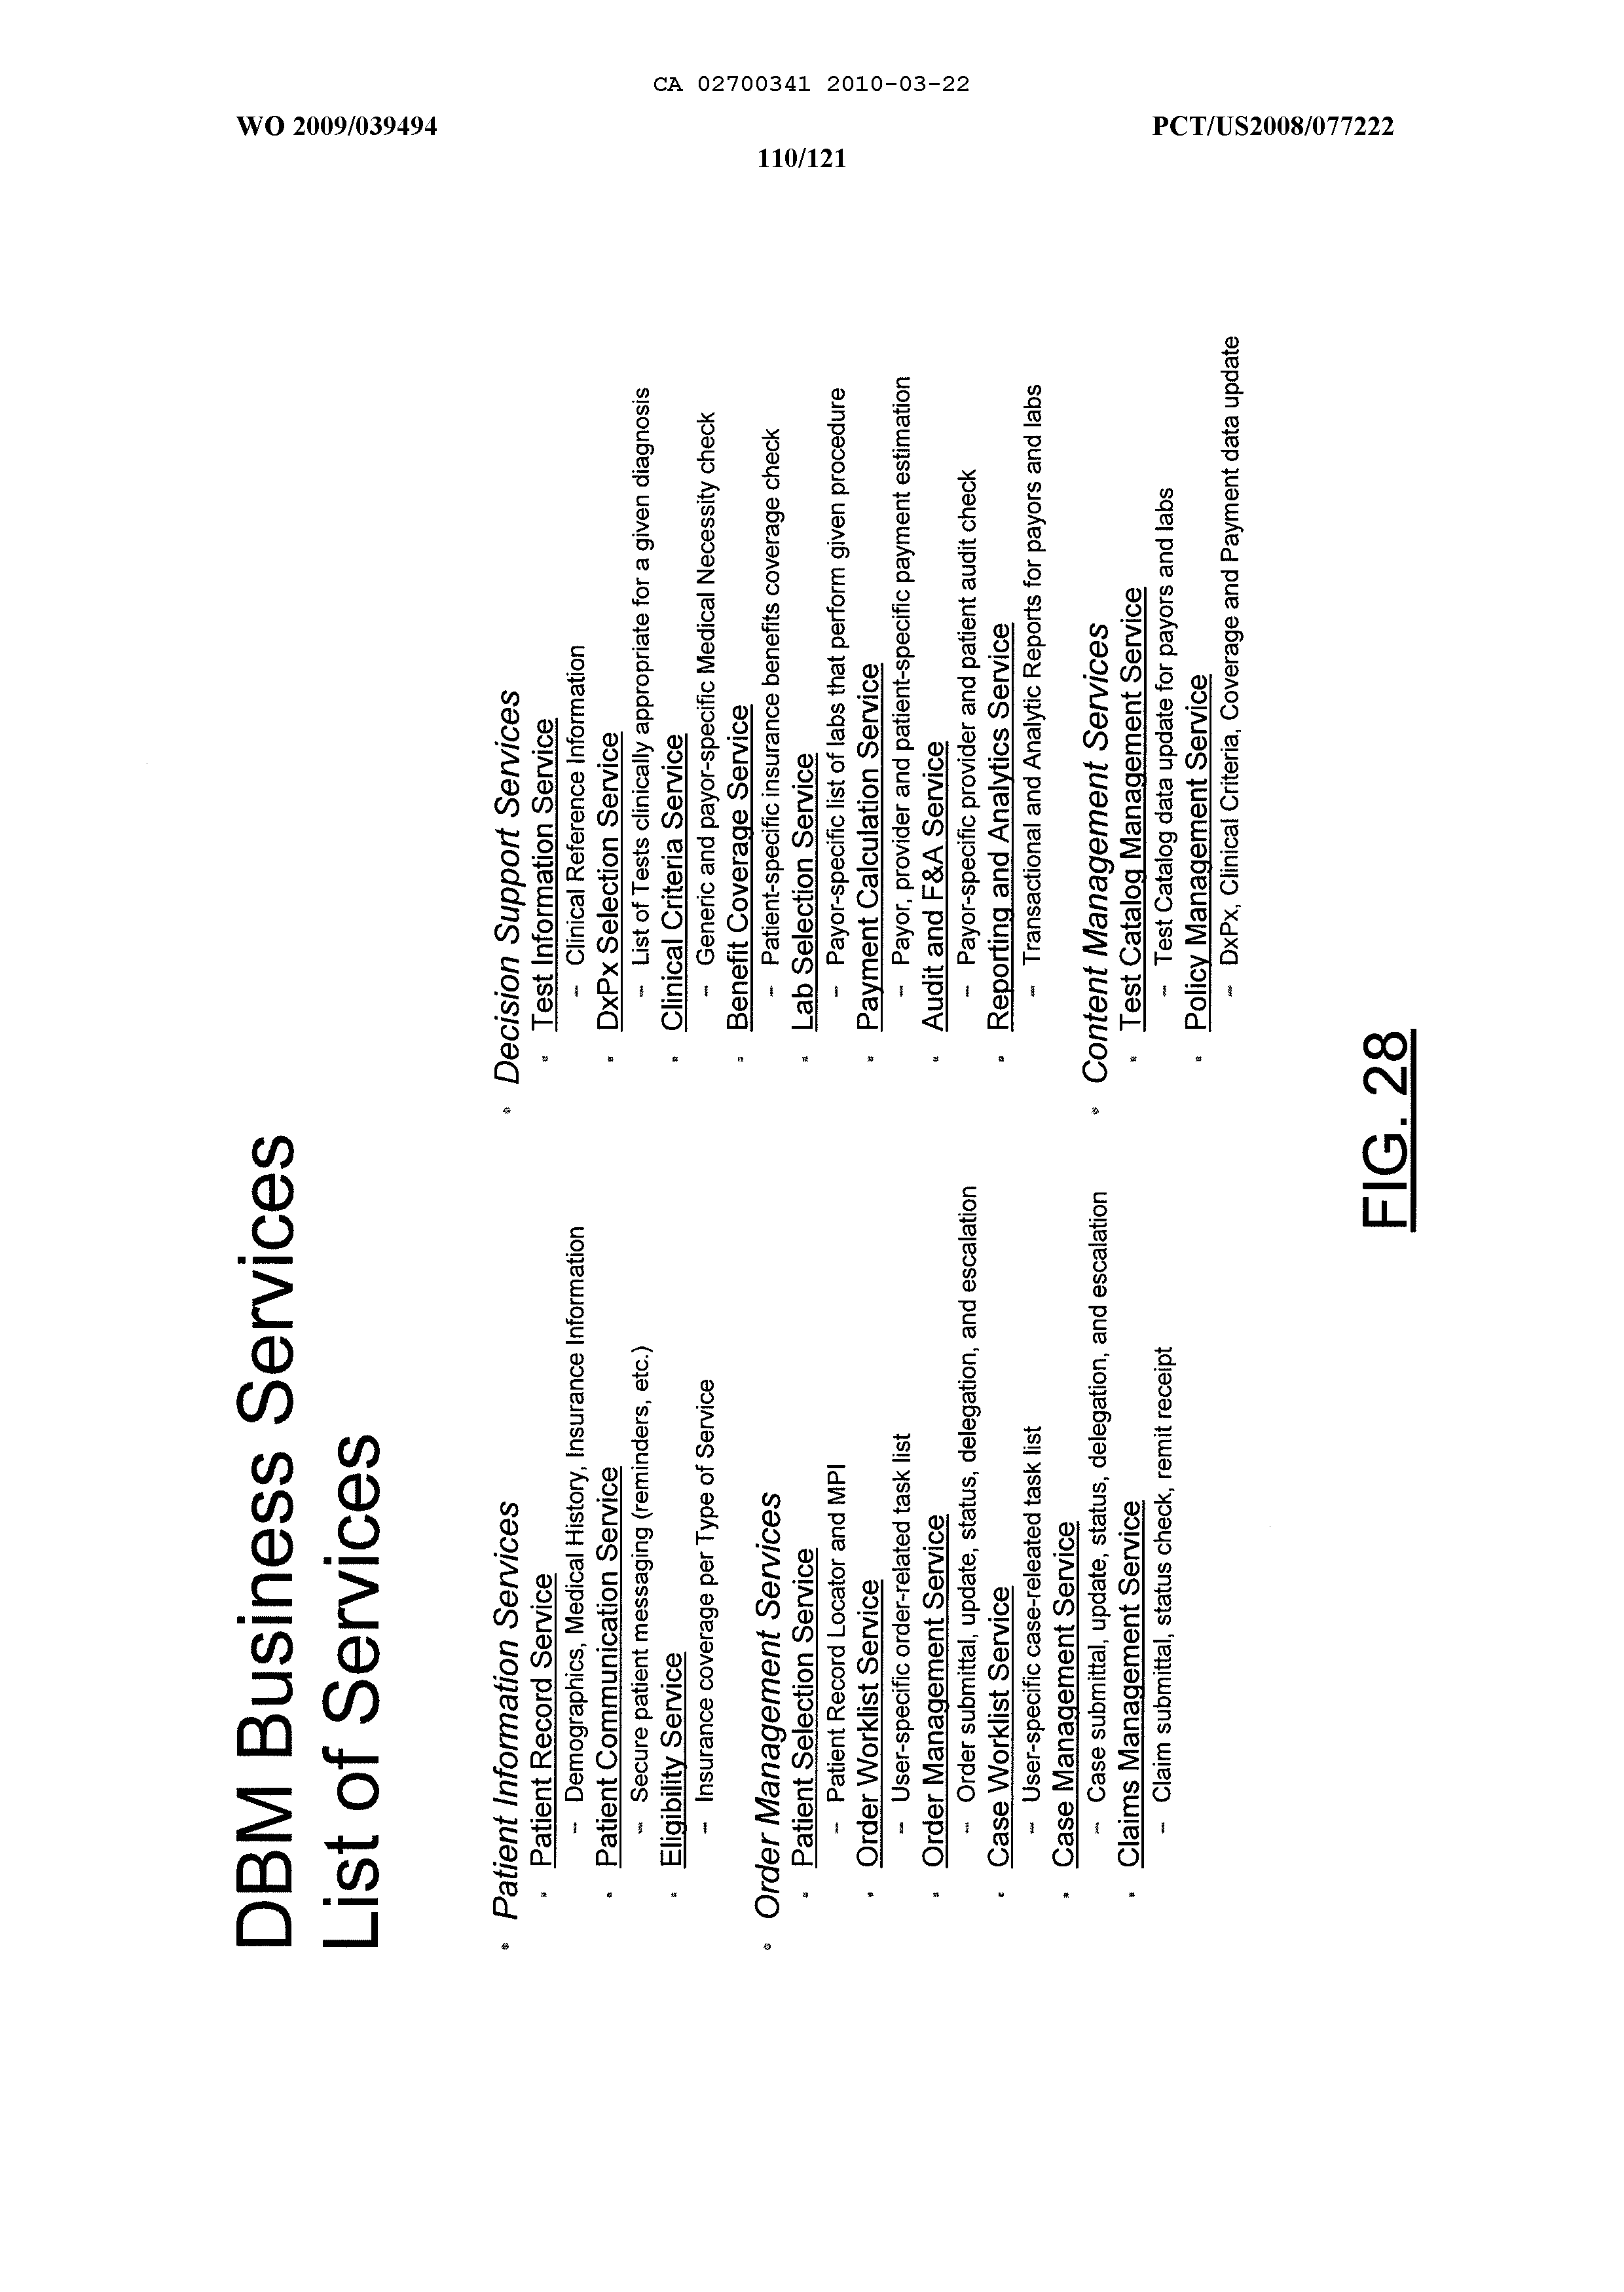 CA 02700341 2010-03-22
WO 2009/039494
PCT/US2008/077222
110/121
DBM Business Services
List of Services
• Patient Information Services
▪ Patient Record Service
– Demographics, Medical History, Insurance Information
▪ Patient Communication Service
– Secure patient messaging (reminders, etc.)
▪ Eligibility Service
– Insurance coverage per Type of Service
• Order Management Services
▪ Patient Selection Service
– Patient Record Locator and MPI
▪ Order Worklist Service
– User-specific order-related task list
▪ Order Management Service
– Order submittal, update, status, delegation, and escalation
▪ Case Worklist Service
– User-specific case-releated task list
▪ Case Management Service
– Case submittal, update, status, delegation, and escalation
▪ Claims Management Service
– Claim submittal, status check, remit receipt
• Decision Support Services
▪ Test Information Service
– Clinical Reference Information
▪ DxPx Selection Service
– List of Tests clinically appropriate for a given diagnosis
▪ Clinical Criteria Service
– Generic and payor-specific Medical Necessity check
▪ Benefit Coverage Service
– Patient-specific insurance benefits coverage check
▪ Lab Selection Service
– Payor-specific list of labs that perform given procedure
▪ Payment Calculation Service
– Payor, provider and patient-specific payment estimation
▪ Audit and F&A Service
– Payor-specific provider and patient audit check
▪ Reporting and Analytics Service
– Transactional and Analytic Reports for payors and labs
• Content Management Services
▪ Test Catalog Management Service
– Test Catalog data update for payors and labs
▪ Policy Management Service
– DxPx, Clinical Criteria, Coverage and Payment data update
FIG. 28